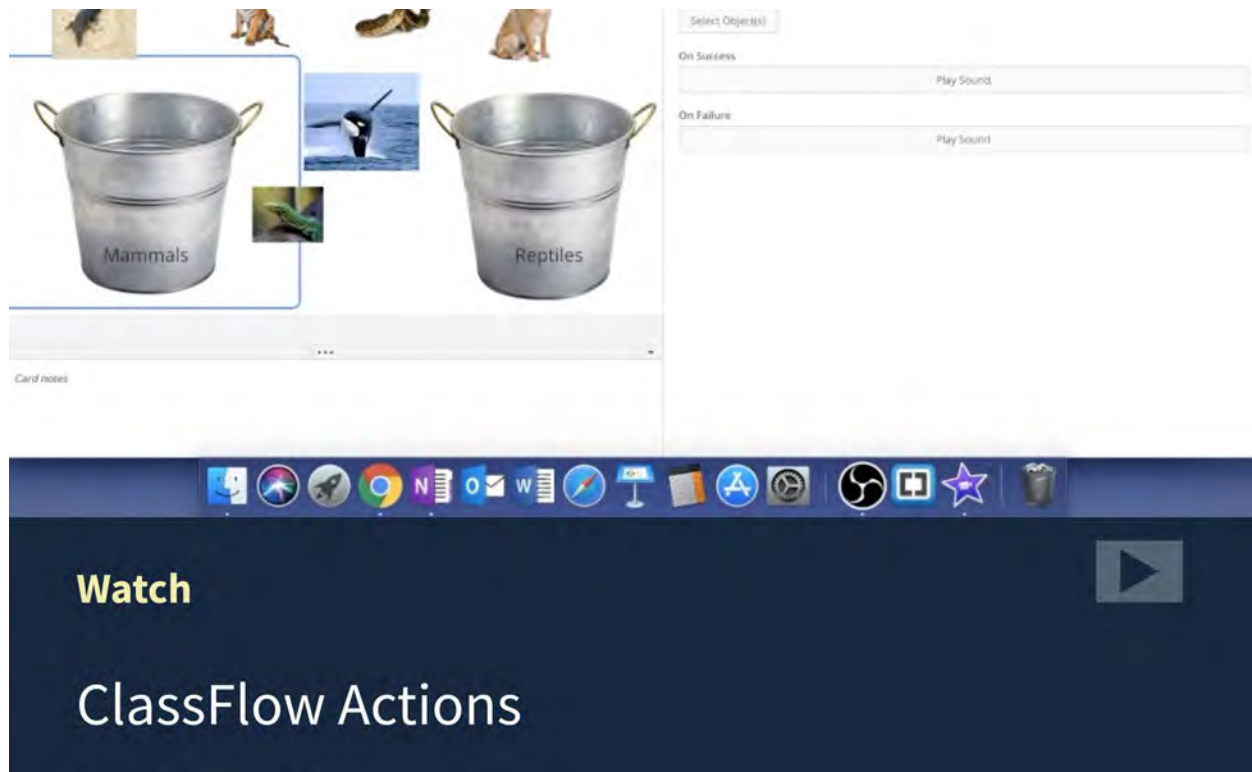 Select Object(s)
On Success
Play Sound
On Failure
Play Sound
Mammals
Reptiles
Card notes
Watch
ClassFlow Actions